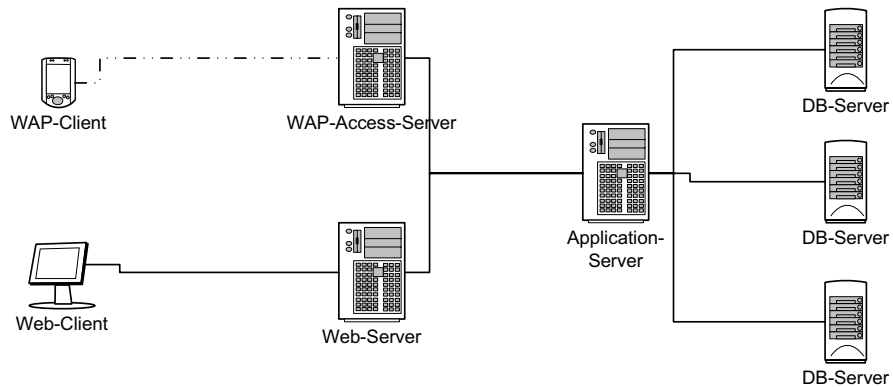 WAP-Client
WAP-Access-Server
DB-Server
Application-
Server
DB-Server
Web-Client
Web-Server
DB-Server